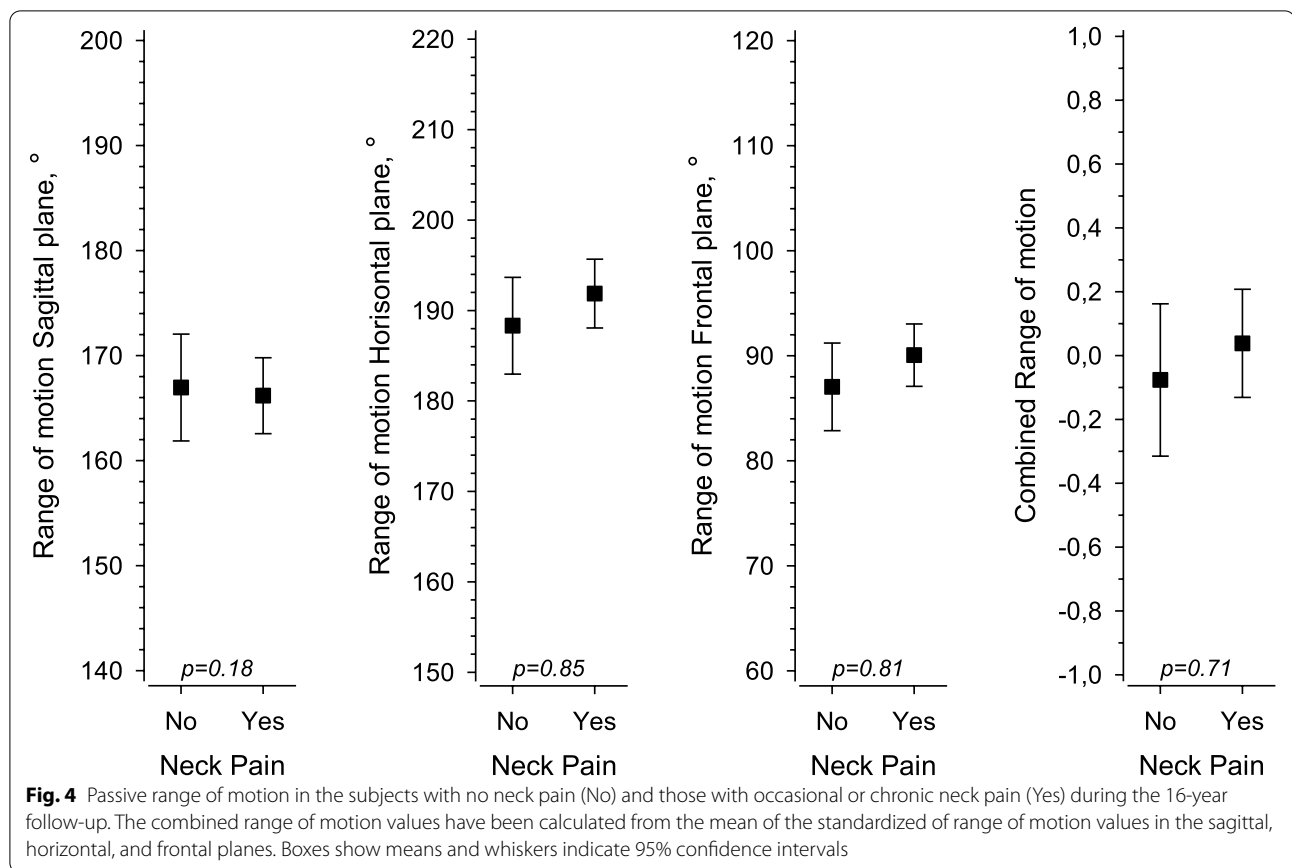 Range of motion Sagittal plane, °
200
190
180
170
160
150
140
p=0.18
No Yes
Neck Pain
Range of motion Horisontal plane, °
220
210
200
190
180
170
160
150
p=0.85
No Yes
Neck Pain
Range of motion Frontal plane, °
120
110
100
90
80
70
60
p=0.81
No Yes
Neck Pain
Combined Range of motion
1,0
0,8
0,6
0,4
0,2
0,0
-0,2
-0,4
-0,6
-0,8
-1,0
p=0.71
No Yes
Neck Pain
Fig. 4 Passive range of motion in the subjects with no neck pain (No) and those with occasional or chronic neck pain (Yes) during the 16-year
follow-up. The combined range of motion values have been calculated from the mean of the standardized of range of motion values in the sagittal,
horizontal, and frontal planes. Boxes show means and whiskers indicate 95% confidence intervals